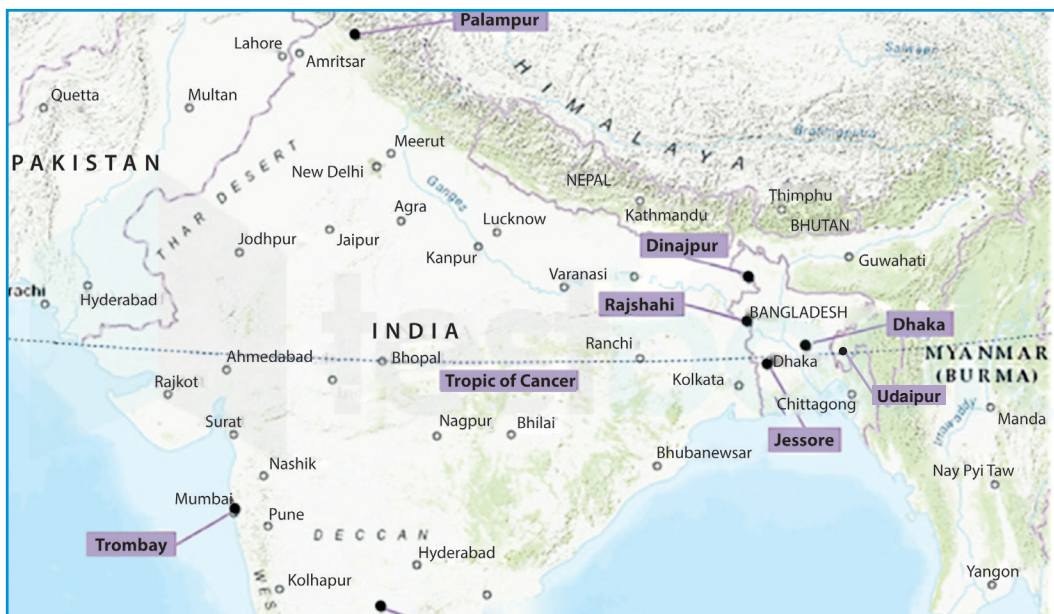 Palampur
Lahore
Amritsar
Quetta
Multan
HIMALAYA
Meerut
PAKISTAN
New Delhi
NEPAL
THAR DESERT
Ganges
Thimphu
Agra
Lucknow
Kathmandu
BHUTAN
Jodhpur
Jaipur
Kanpur
Dinajpur
Guwahati
Varanasi
rachi
Hyderabad
Rajshahi
BANGLADESH
INDIA
Dhaka
Ranchi
Ahmedabad
Bhopal
Dhaka
MYANMAR
(BURMA)
Rajkot
Tropic of Cancer
Kolkata
Udaipur
Chittagong
Surat
Nagpur
Bhilai
Manda
Jessore
Bhubanewsar
Nashik
Nay Pyi Taw
Mumbai
Pune
Trombay
DECCAN
Hyderabad
Kolhapur
Yangon
WES